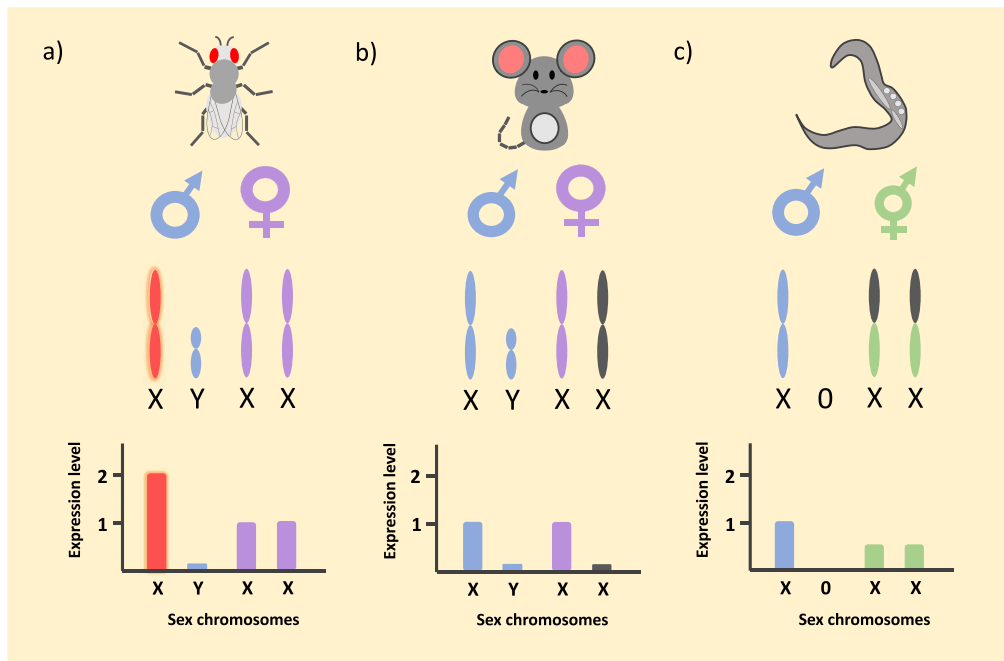 a)
b)
c)
X Y X X
X Y X X
X 0 X X
Expression level
2
1
X Y X X
Sex chromosomes
Expression level
2
1
X Y X X
Sex chromosomes
Expression level
2
1
X 0 X X
Sex chromosomes